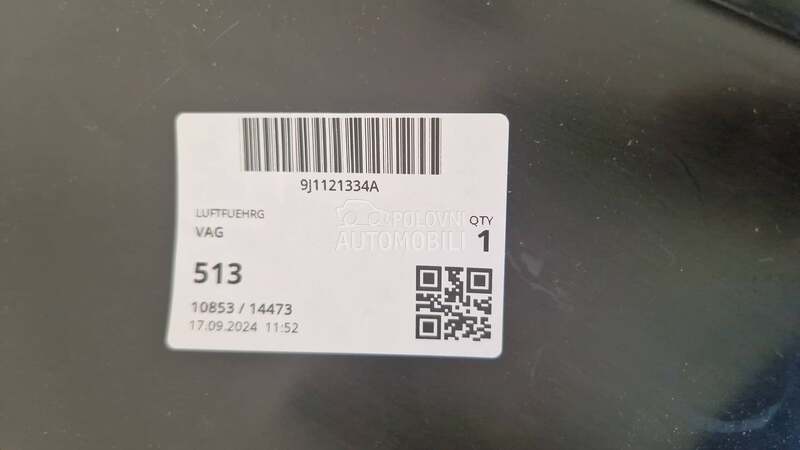 9J1121334A
LUFTFUEHRG
VAG
QTY
1
513
10853 / 14473
17.09.2024 11:52
POLOVNI
AUTOMOBILI